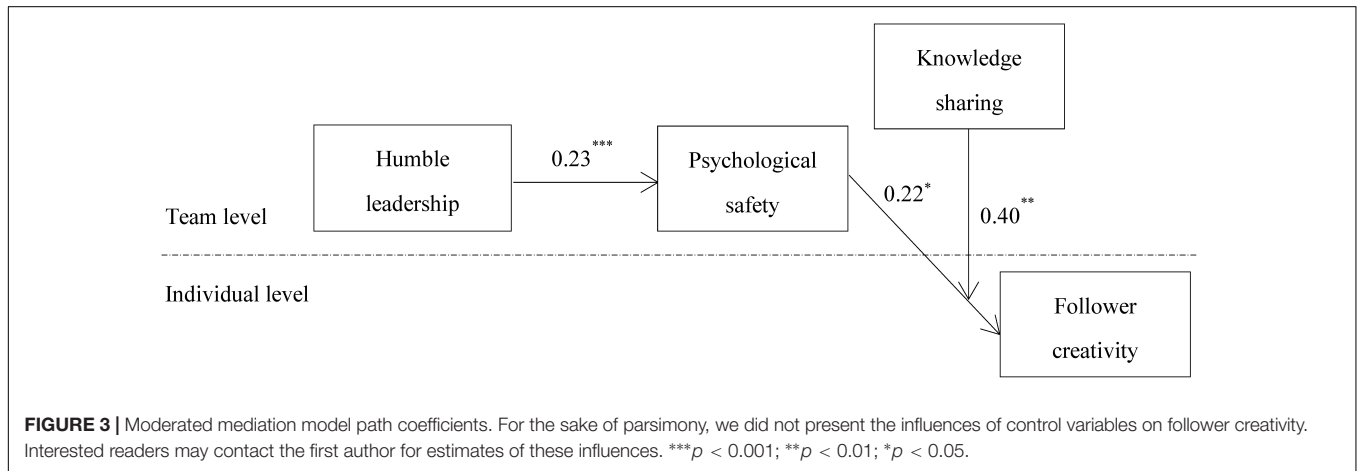 Knowledge
sharing
Humble
leadership
0.23***
Psychological
safety
0.22*
0.40**
Team level
Individual level
Follower
creativity
FIGURE 3 | Moderated mediation model path coefficients. For the sake of parsimony, we did not present the influences of control variables on follower creativity.
Interested readers may contact the first author for estimates of these influences. ***p < 0.001; **p < 0.01; *p < 0.05.